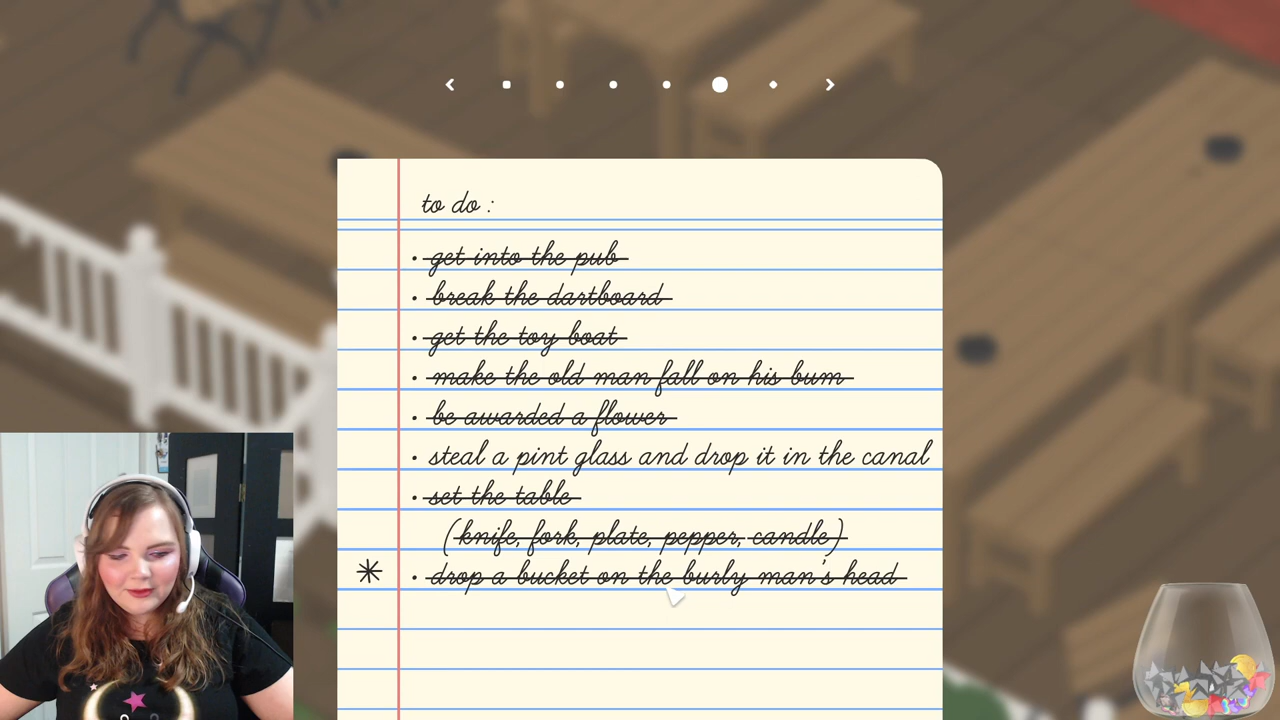 to do :
• get into the pub
• break the dartboard
• get the toy boat
• make the old man fall on his bum
• be awarded a flower
• steal a pint glass and drop it in the canal
• set the table
(knife, fork, plate, pepper, candle)
• drop a bucket on the burly man's head